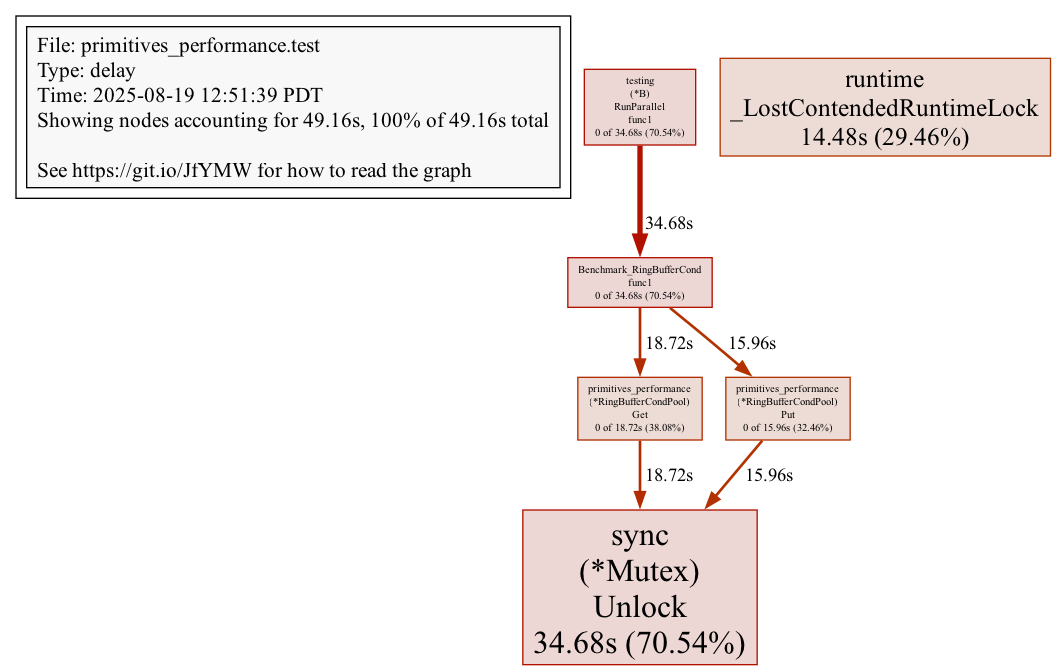 File: primitives_performance.test
Type: delay
Time: 2025-08-19 12:51:39 PDT
Showing nodes accounting for 49.16s, 100% of 49.16s total
See https://git.io/JfYMW for how to read the graph
testing
(*B)
RunParallel
func1
0 of 34.68s (70.54%)
runtime
_LostContendedRuntimeLock
14.48s (29.46%)
34.68s
Benchmark_RingBufferCond
func1
0 of 34.68s (70.54%)
18.72s
15.96s
primitives_performance
(*RingBufferCondPool)
Get
0 of 18.72s (38.08%)
primitives_performance
(*RingBufferCondPool)
Put
0 of 15.96s (32.46%)
18.72s
15.96s
sync
(*Mutex)
Unlock
34.68s (70.54%)